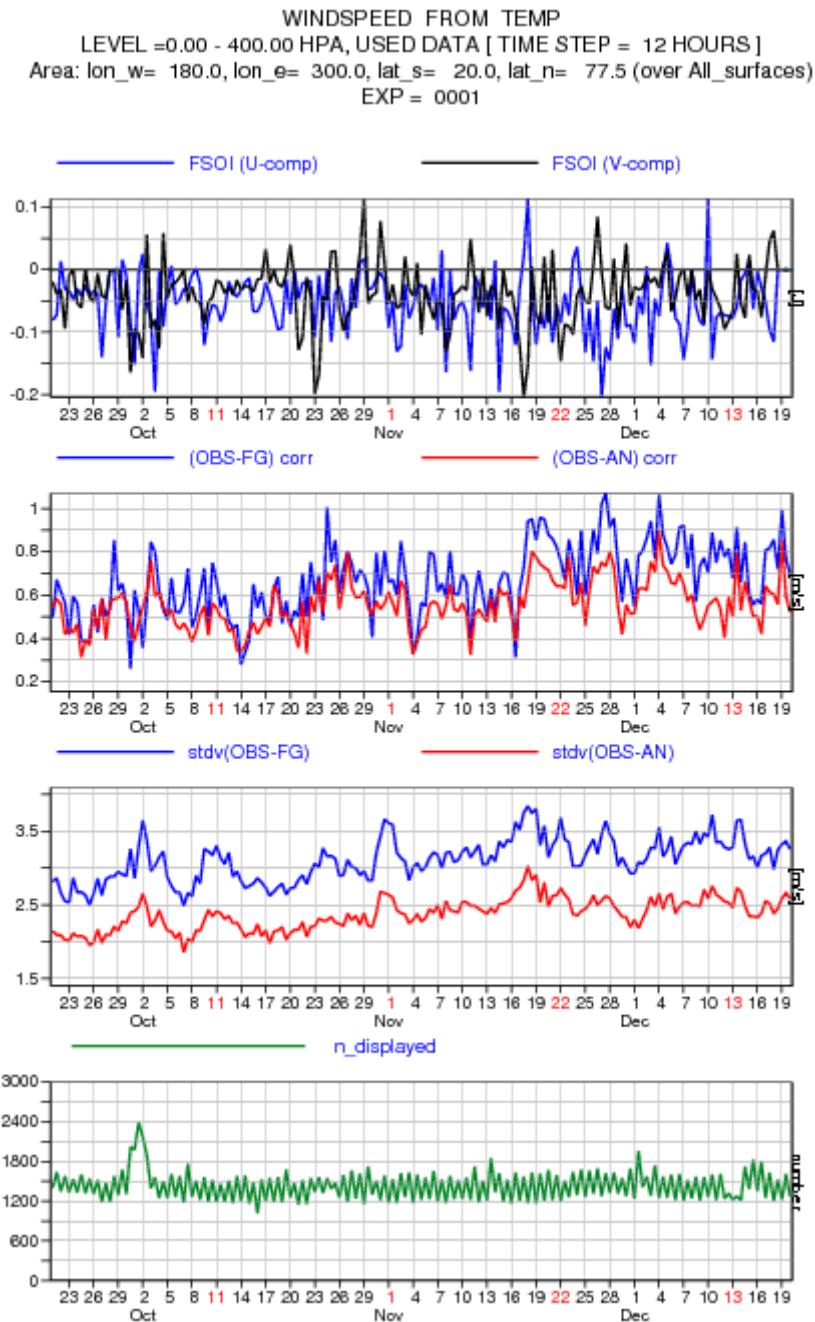 WINDSPEED FROM TEMP
LEVEL =0.00 - 400.00 HPA, USED DATA [ TIME STEP = 12 HOURS ]
Area: lon_w= 180.0, lon_e= 300.0, lat_s= 20.0, lat_n= 77.5 (over All_surfaces)
EXP = 0001
FSOI (U-comp) FSOI (V-comp)
0.1
0
-0.1
-0.2
[J]
23 26 29 2 5 8 11 14 17 20 23 26 29 1 4 7 10 13 16 19 22 25 28 1 4 7 10 13 16 19
Oct Nov Dec
(OBS-FG) corr (OBS-AN) corr
1
0.8
0.6
0.4
0.2
[m/s]
23 26 29 2 5 8 11 14 17 20 23 26 29 1 4 7 10 13 16 19 22 25 28 1 4 7 10 13 16 19
Oct Nov Dec
stdv(OBS-FG) stdv(OBS-AN)
3.5
2.5
1.5
[m/s]
23 26 29 2 5 8 11 14 17 20 23 26 29 1 4 7 10 13 16 19 22 25 28 1 4 7 10 13 16 19
Oct Nov Dec
n_displayed
3000
2400
1800
1200
600
0
number
23 26 29 2 5 8 11 14 17 20 23 26 29 1 4 7 10 13 16 19 22 25 28 1 4 7 10 13 16 19
Oct Nov Dec